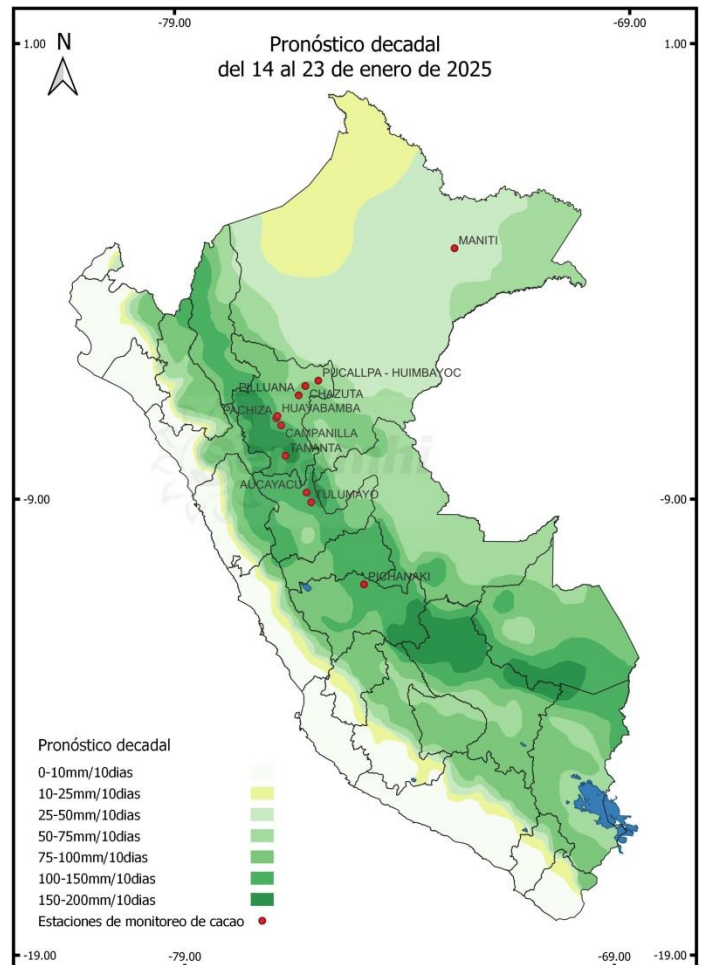 -79.00
-69.00
1.00
1.00
N
Pronóstico decadal
del 14 al 23 de enero de 2025
MANITI
PUCALLPA - HUIMBAYOC
PILLUANA
CHAZUTA
PACHIZA
HUAYABAMBA
CAMPANILLA
TANANTA
AUCAYACU
TULUMAYO
-9.00
-9.00
PICHANAKI
Pronóstico decadal
0-10mm/10dias
10-25mm/10dias
25-50mm/10dias
50-75mm/10dias
75-100mm/10dias
100-150mm/10dias
150-200mm/10dias
Estaciones de monitoreo de cacao
-19.00
-19.00
-79.00
-69.00